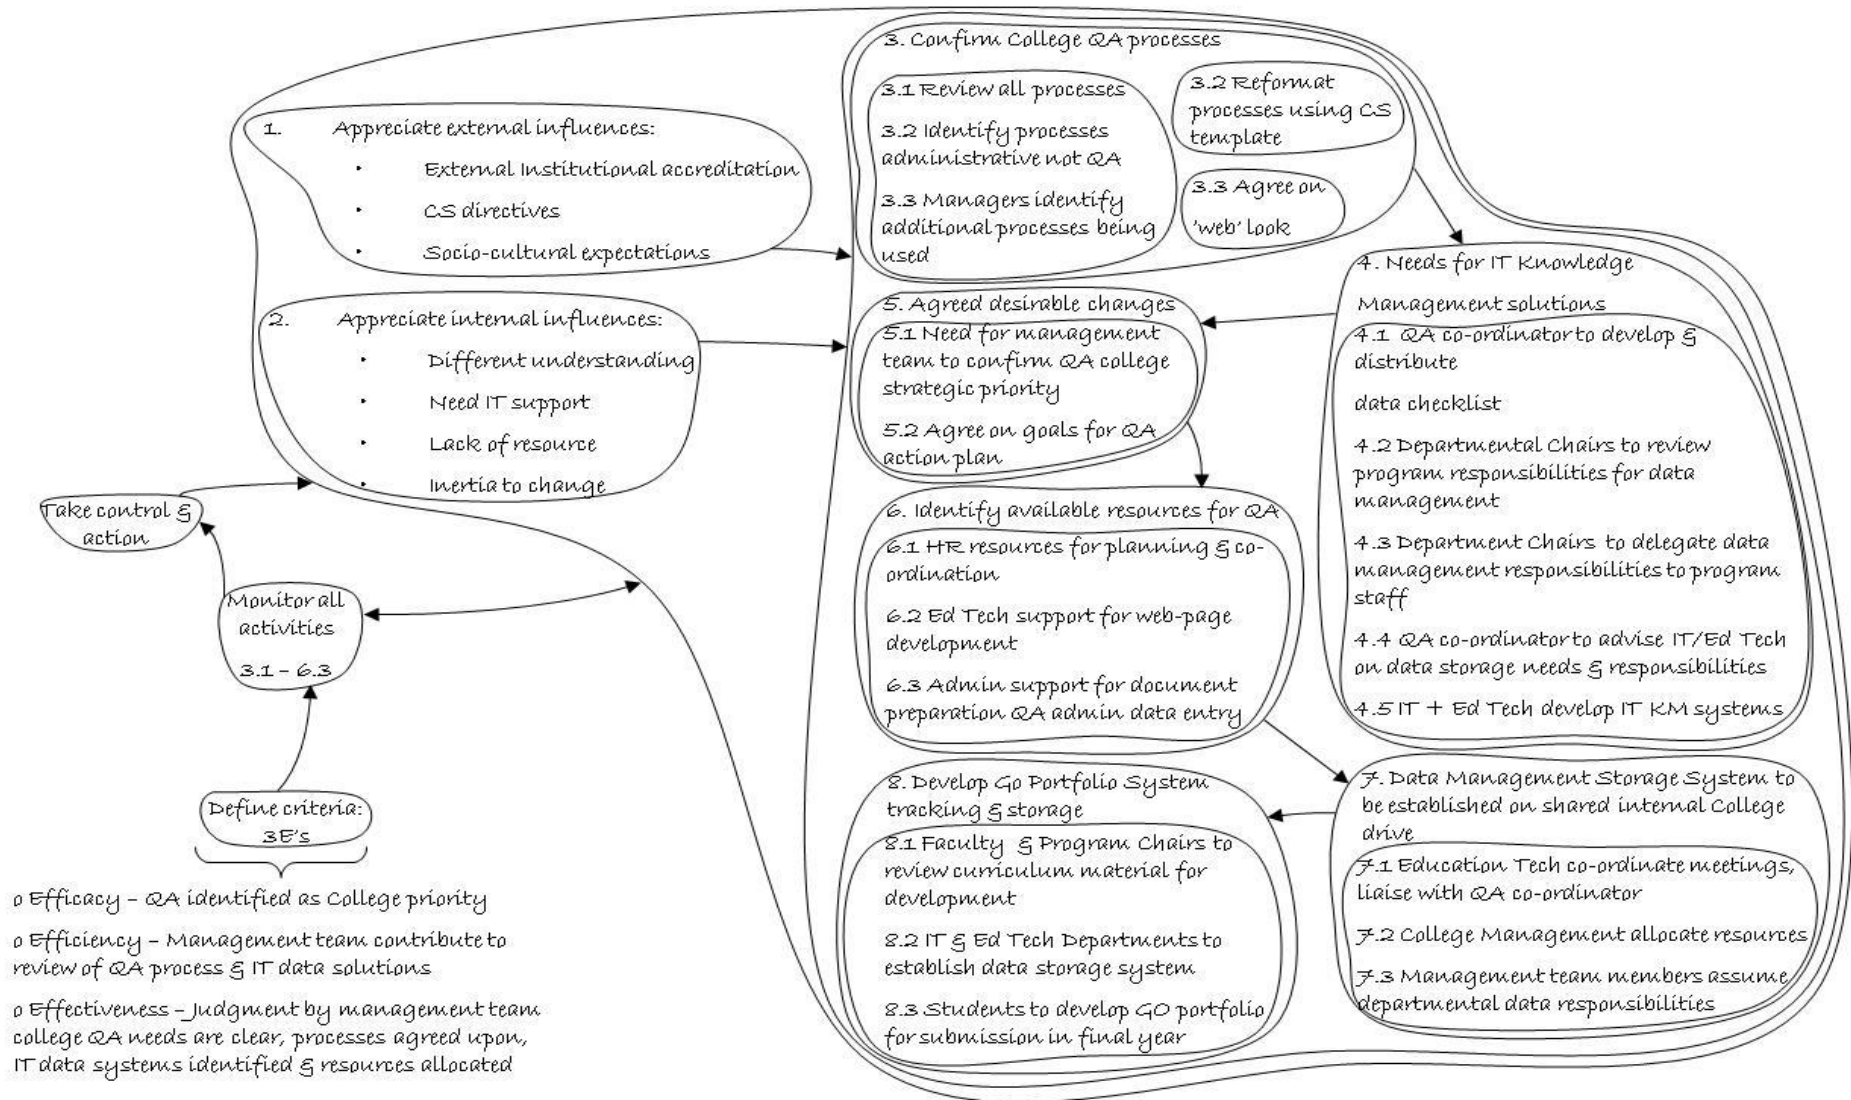 3. Confirm College QA processes
3.1 Review all processes
3.2 Identify processes
administrative not QA
3.3 Managers identify
additional processes being
used
3.2 Reformat
processes using CS
template
3.3 Agree on
'web' look
1. Appreciate external influences:
• External Institutional accreditation
• CS directives
• Socio-cultural expectations
2. Appreciate internal influences:
• Different understanding
• Need IT support
• Lack of resource
• Inertia to change
4. Needs for IT Knowledge
Management solutions
4.1 QA co-ordinator to develop &
distribute
data checklist
4.2 Departmental Chairs to review
program responsibilities for data
management
4.3 Department Chairs to delegate data
management responsibilities to program
staff
4.4 QA co-ordinator to advise IT/Ed Tech
on data storage needs & responsibilities
4.5 IT + Ed Tech develop IT KM systems
5. Agreed desirable changes
5.1 Need for management
team to confirm QA college
strategic priority
5.2 Agree on goals for QA
action plan
6. Identify available resources for QA
6.1 HR resources for planning & co-
ordination
6.2 Ed Tech support for web-page
development
6.3 Admin support for document
preparation QA admin data entry
7. Data Management Storage System to
be established on shared internal College
drive
7.1 Education Tech co-ordinate meetings,
liaise with QA co-ordinator
7.2 College Management allocate resources
7.3 Management team members assume
departmental data responsibilities
8. Develop Go Portfolio System
tracking & storage
8.1 Faculty & Program Chairs to
review curriculum material for
development
8.2 IT & Ed Tech Departments to
establish data storage system
8.3 Students to develop GO portfolio
for submission in final year
Take control &
action
Monitor all
activities
3.1 – 6.3
Define criteria:
3E's
o Efficacy – QA identified as College priority
o Efficiency – Management team contribute to
review of QA process & IT data solutions
o Effectiveness – Judgment by management team
college QA needs are clear, processes agreed upon,
IT data systems identified & resources allocated